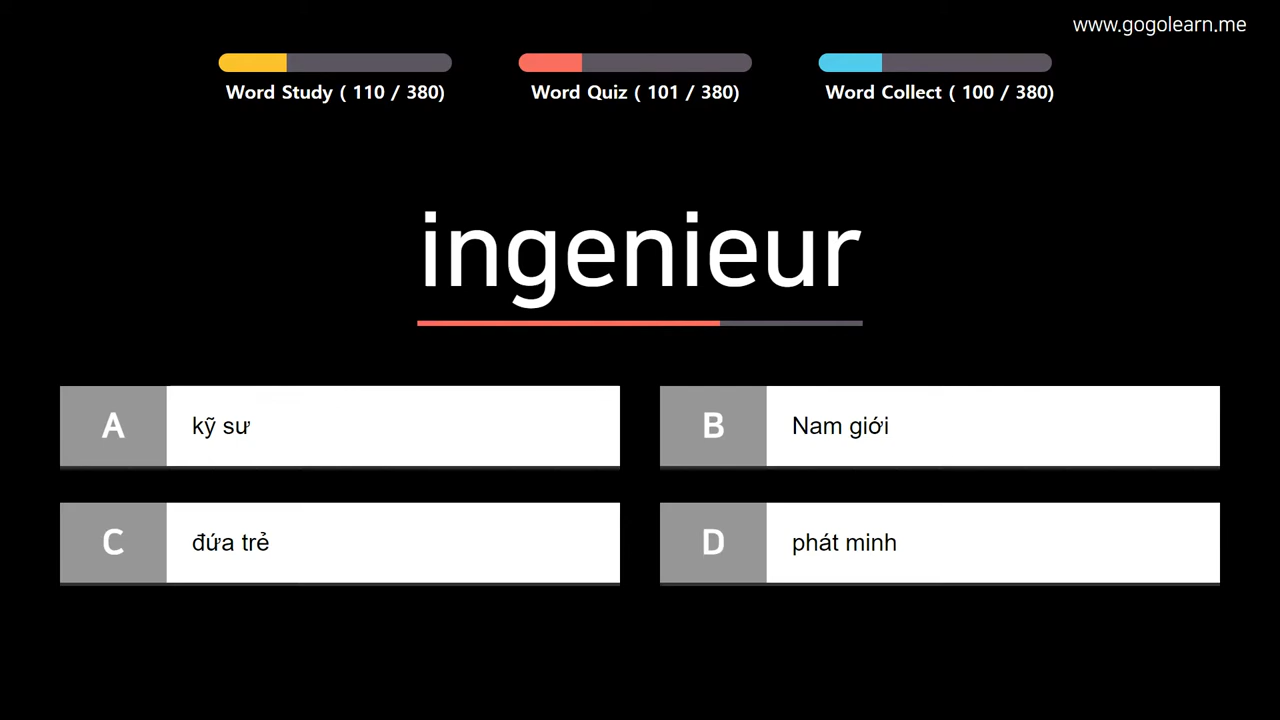 www.gogolearn.me
Word Study ( 110 / 380)
Word Quiz ( 101 / 380)
Word Collect ( 100 / 380)
ingenieur
A kỹ sư
B Nam giới
C đứa trẻ
D phát minh